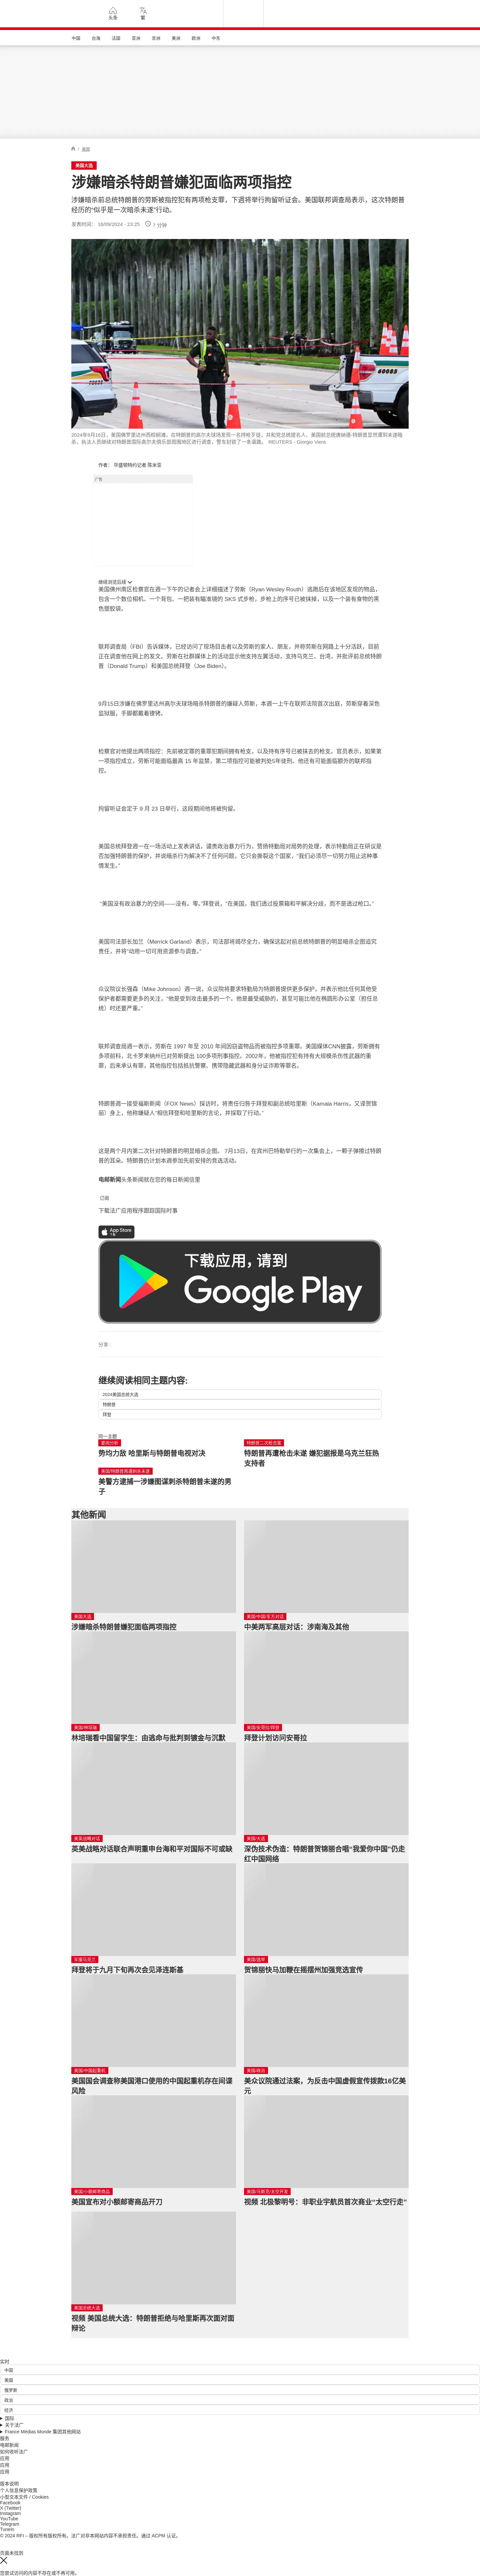 头条
繁
中国
台海
法国
亚洲
非洲
美洲
欧洲
中东
/ 美国
美国大选
涉嫌暗杀特朗普嫌犯面临两项指控
涉嫌暗杀前总统特朗普的劳斯被指控犯有两项枪支罪，下週将举行拘留听证会。美国联邦调查局表示，这次特朗普
经历的“似乎是一次暗杀未遂”行动。
发表时间： 16/09/2024 - 23:25
1 分钟
2024年9月16日，美国佛罗里达州西棕榈滩，在特朗普的高尔夫球场发现一名持枪歹徒，共和党总统提名人、美国前总统唐纳德·特朗普显然遭到未遂暗
杀，执法人员继续对特朗普国际高尔夫俱乐部周围地区进行调查，警车封锁了一条道路。 REUTERS - Giorgio Viera
作者： 华盛顿特约记者 陈来亚
广告
继续浏览后续
美国佛州南区检察官在週一下午的记者会上详细描述了劳斯（Ryan Wesley Routh）逃跑后在该地区发现的物品，
包含一个数位相机、一个背包、一把装有瞄准镜的 SKS 式步枪，步枪上的序号已被抹掉，以及一个装有食物的黑
色塑胶袋。
联邦调查局（FBI）告诉媒体，已经访问了现场目击者以及劳斯的家人、朋友，并称劳斯在网路上十分活跃，目前
正在调查他在网上的发文。劳斯在社群媒体上的活动显示他支持左翼活动，支持乌克兰、台湾，并批评前总统特朗
普（Donald Trump）和美国总统拜登（Joe Biden）。
9月15日涉嫌在佛罗里达州高尔夫球场暗杀特朗普的嫌疑人劳斯，本週一上午在联邦法院首次出庭，劳斯穿着深色
监狱服，手脚都戴着镣铐。
检察官对他提出两项指控：先前被定罪的重罪犯期间拥有枪支，以及持有序号已被抹去的枪支。官员表示，如果第
一项指控成立，劳斯可能面临最高 15 年监禁，第二项指控可能被判处5年徒刑。他还有可能面临额外的联邦指
控。
拘留听证会定于 9 月 23 日举行，这段期间他将被拘留。
美国总统拜登週一在一场活动上发表讲话，谴责政治暴力行为，赞扬特勤局对局势的处理，表示特勤局正在研议是
否加强特朗普的保护，并说暗杀行为解决不了任何问题，它只会撕裂这个国家，“我们必须尽一切努力阻止这种事
情发生。”
“美国没有政治暴力的空间——没有。零。”拜登说，“在美国，我们透过投票箱和平解决分歧，而不是透过枪口。”
美国司法部长加兰（Merrick Garland）表示，司法部将竭尽全力，确保这起对前总统特朗普的明显暗杀企图追究
责任，并将“动用一切可用资源参与调查。”
众议院议长强森（Mike Johnson）週一说，众议院将要求特勤局为特朗普提供更多保护，并表示他比任何其他受
保护者都需要更多的关注，“他是受到攻击最多的一个，他是最受威胁的，甚至可能比他在椭圆形办公室（担任总
统）时还要严重。”
联邦调查局週一表示，劳斯在 1997 年至 2010 年间因窃盗物品而被指控多项重罪。美国媒体CNN披露，劳斯拥有
多项前科，北卡罗来纳州已对劳斯提出 100多项刑事指控。2002年，他被指控犯有持有大规模杀伤性武器的重
罪，后来承认有罪，其他指控包括抵抗警察、携带隐藏武器和身分证诈欺等罪名。
特朗普週一接受福斯新闻（FOX News）採访时，将责任归咎于拜登和副总统哈里斯（Kamala Harris，又译贺锦
丽）身上，他称嫌疑人“相信拜登和哈里斯的言论，并採取了行动。”
这是两个月内第二次针对特朗普的明显暗杀企图。 7月13日，在宾州巴特勒举行的一次集会上，一颗子弹擦过特朗
普的耳朵。特朗普仍计划本週参加先前安排的竞选活动。
电邮新闻头条新闻就在您的每日新闻信里
订阅
下载法广应用程序跟踪国际时事
App Store
下载应用，请到
Google Play
分享 :
继续阅读相同主题内容:
2024美国总统大选
特朗普
拜登
同一主题
要闻分析
势均力敌 哈里斯与特朗普电视对决
特朗普二次枪击案
特朗普再遭枪击未遂 嫌犯据报是乌克兰狂热
支持者
美国/特朗普再遇刺杀未遂
美警方逮捕一涉嫌图谋刺杀特朗普未遂的男
子
其他新闻
美国大选
涉嫌暗杀特朗普嫌犯面临两项指控
美国/中国/军方对话
中美两军高层对话：涉南海及其他
美国/林培瑞
林培瑞看中国留学生：由逃命与批判到镀金与沉默
美国/安哥拉/拜登
拜登计划访问安哥拉
美英战略对话
英美战略对话联合声明重申台海和平对国际不可或缺
美国/大选
深伪技术伪造：特朗普贺锦丽合唱“我爱你中国”仍走
红中国网络
军援乌克兰
拜登将于九月下旬再次会见泽连斯基
美国/选举
贺锦丽快马加鞭在摇摆州加强竞选宣传
美国/中国起重机
美国国会调查称美国港口使用的中国起重机存在间谍
风险
美国/政治
美众议院通过法案，为反击中国虚假宣传拨款16亿美
元
美国/小额邮寄商品
美国宣布对小额邮寄商品开刀
美国/马斯克/太空开发
视频 北极黎明号：非职业宇航员首次商业“太空行走”
美国总统大选
视频 美国总统大选：特朗普拒绝与哈里斯再次面对面
辩论
实时
中国
美国
俄罗斯
政治
经济
国际
关于法广
France Médias Monde 集团其他网站
服务
电邮新闻
如何收听法广
应用
应用
应用
版本说明
个人信息保护政策
小型文本文件 / Cookies
Facebook
X (Twitter)
Instagram
YouTube
Telegram
TuneIn
© 2024 RFI – 版权所有版权所有。法广对非本网站内容不承担责任。通过 ACPM 认证。
页面未找到
您尝试访问的内容不存在或不再可用。